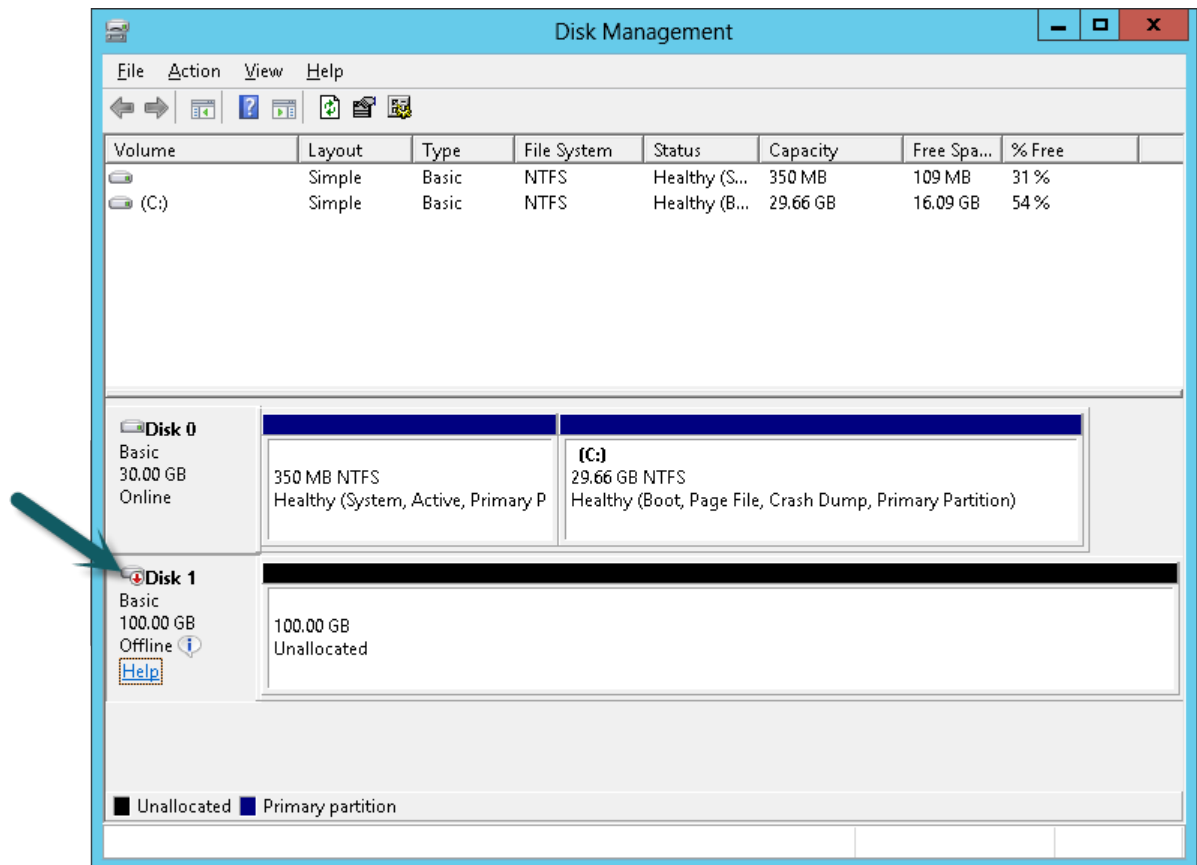 Disk Management
File Action View Help
Volume Layout Type File System Status Capacity Free Spa... % Free
Simple Basic NTFS Healthy (S... 350 MB 109 MB 31 %
(C:) Simple Basic NTFS Healthy (B... 29.66 GB 16.09 GB 54 %
Disk 0
Basic
30.00 GB
Online
350 MB NTFS
Healthy (System, Active, Primary P
(C:)
29.66 GB NTFS
Healthy (Boot, Page File, Crash Dump, Primary Partition)
Disk 1
Basic
100.00 GB
Offline
Help
100.00 GB
Unallocated
Unallocated Primary partition